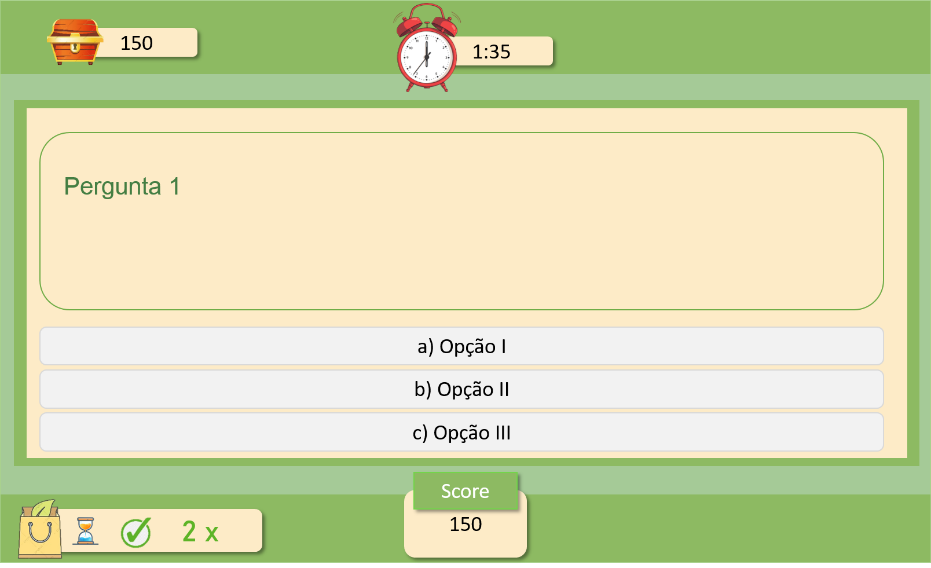 150
1:35
Pergunta 1
a) Opção I
b) Opção II
c) Opção III
Score
150
2 x